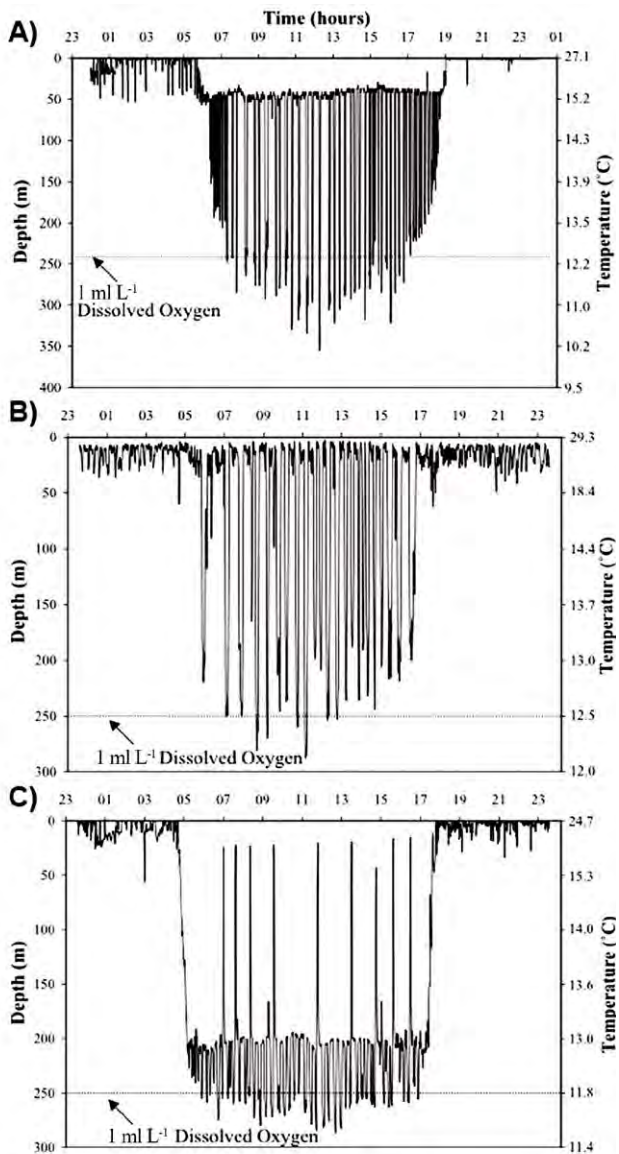 Time (hours)
A)
23 01 03 05 07 09 11 13 15 17 19 21 23 01
0 27.1
50 15.2
100 14.3
150 13.9
200 13.5
250 12.2
300 11.0
350 10.2
400 9.5
Depth (m)
Temperature (°C)
1 ml L-1
Dissolved Oxygen
B)
23 01 03 05 07 09 11 13 15 17 19 21 23
0 29.3
50 18.4
100 14.4
150 13.7
200 13.0
250 12.5
300 12.0
Depth (m)
Temperature (°C)
1 ml L-1 Dissolved Oxygen
C)
23 01 03 05 07 09 11 13 15 17 19 21 23
0 24.7
50 15.3
100 14.0
150 13.6
200 13.0
250 11.8
300 11.4
Depth (m)
Temperature (°C)
1 ml L-1 Dissolved Oxygen